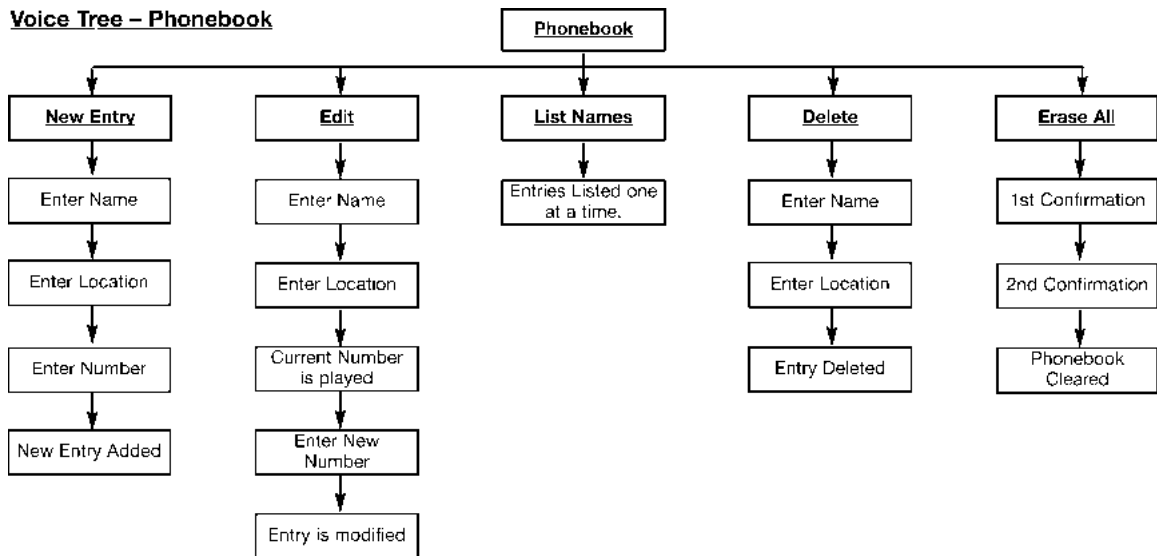 Voice Tree – Phonebook
Phonebook
New Entry
Edit
List Names
Delete
Erase All
Enter Name
Enter Name
Entries Listed one
at a time.
Enter Name
1st Confirmation
Enter Location
Enter Location
Enter Location
2nd Confirmation
Enter Number
Current Number
is played
Entry Deleted
Phonebook
Cleared
New Entry Added
Enter New
Number
Entry is modified